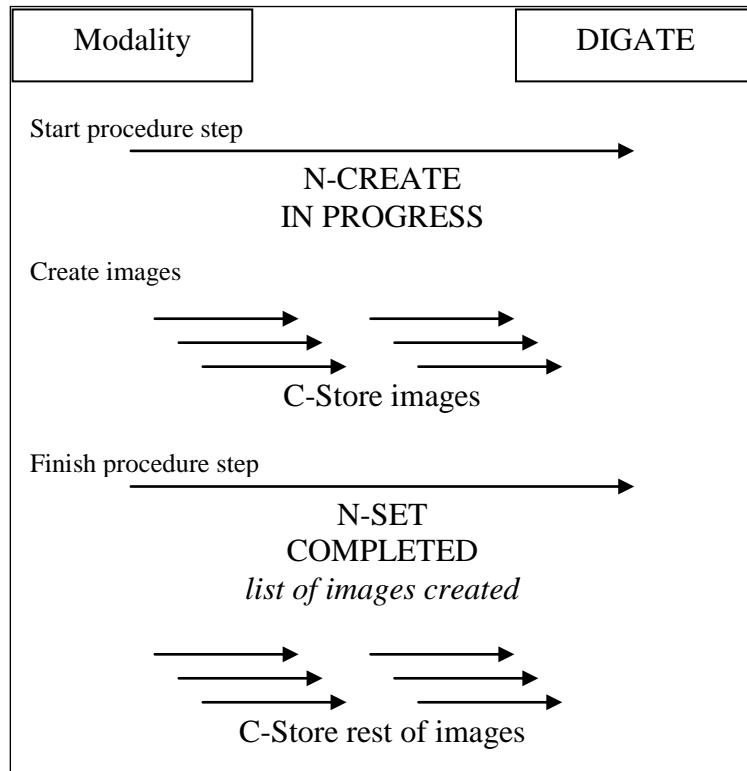 Modality
DIGATE
Start procedure step
N-CREATE
IN PROGRESS
Create images
C-Store images
Finish procedure step
N-SET
COMPLETED
list of images created
C-Store rest of images